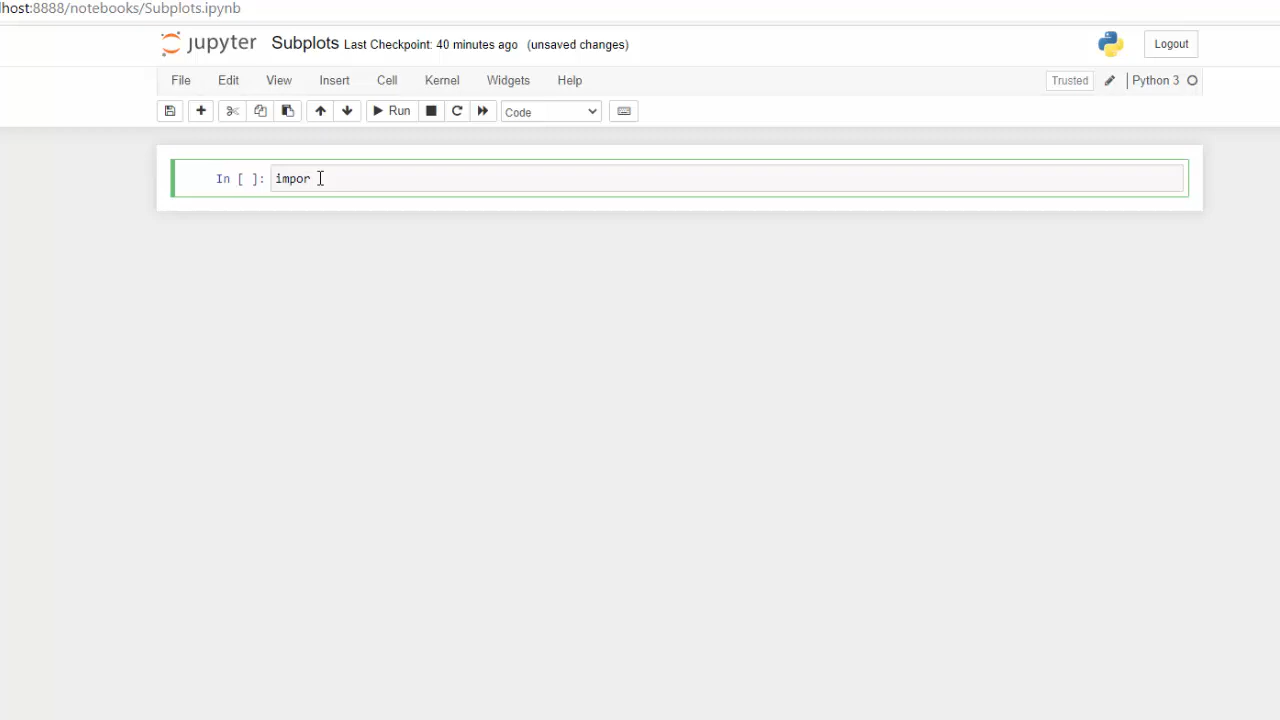 lhost:8888/notebooks/Subplots.ipynb
jupyter Subplots Last Checkpoint: 40 minutes ago (unsaved changes) Logout
File Edit View Insert Cell Kernel Widgets Help Trusted Python 3
Run Code
In [ ]: impor